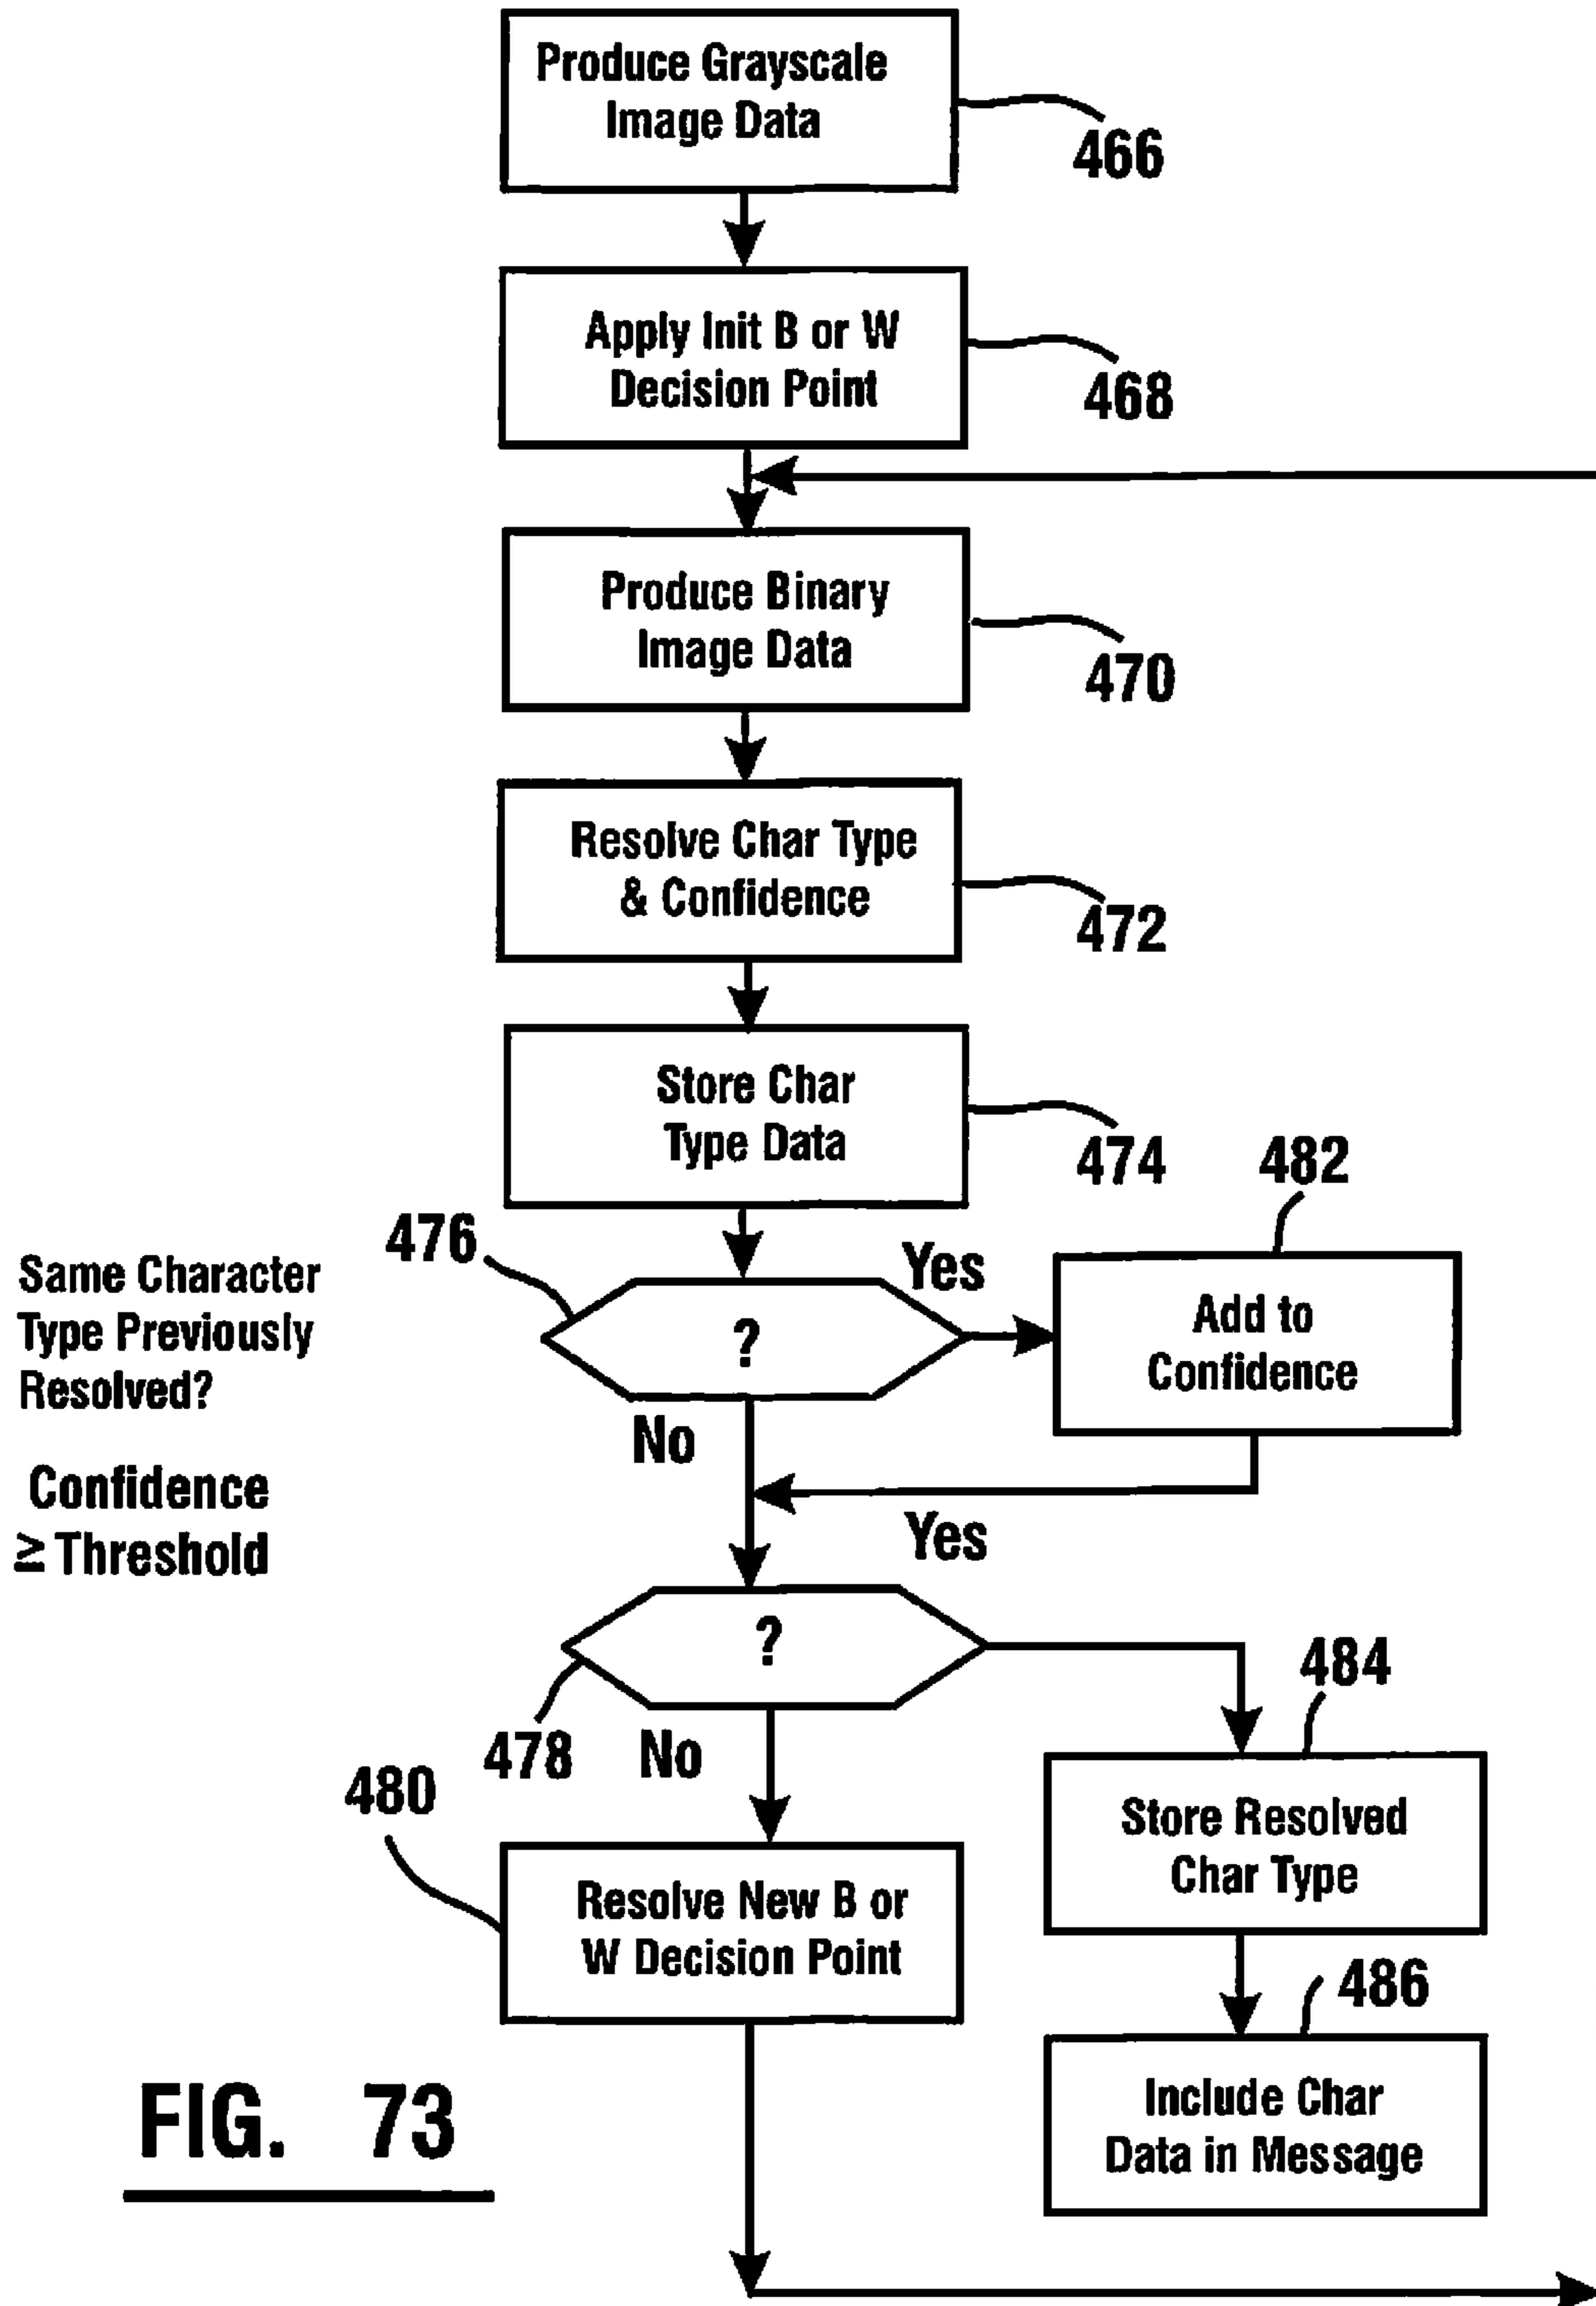 Produce Grayscale
Image Data
466
Apply Init B or W
Decision Point
468
Produce Binary
Image Data
470
Resolve Char Type
& Confidence
472
Store Char
Type Data
474
482
476
Same Character
Type Previously
Resolved?
?
Yes
Add to
Confidence
No
Confidence
≥ Threshold
Yes
?
478
No
484
480
Store Resolved
Char Type
Resolve New B or
W Decision Point
486
Include Char
Data in Message
FIG. 73